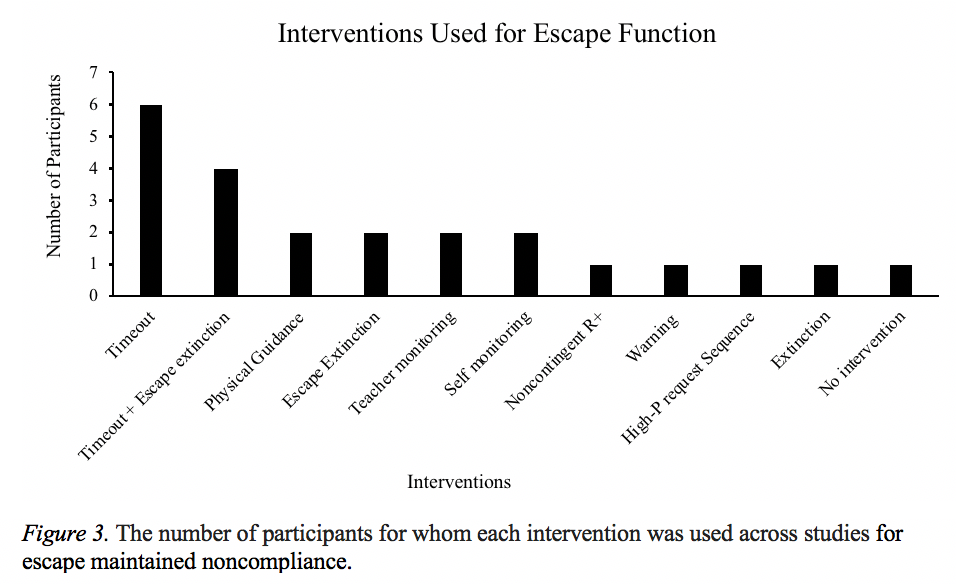 Interventions Used for Escape Function
Number of Participants
7
6
5
4
3
2
1
0
Timeout
Timeout + Escape extinction
Physical Guidance
Escape Extinction
Teacher monitoring
Self monitoring
Noncontingent R+
Warning
High-P request Sequence
Extinction
No intervention
Interventions
Figure 3. The number of participants for whom each intervention was used across studies for
escape maintained noncompliance.